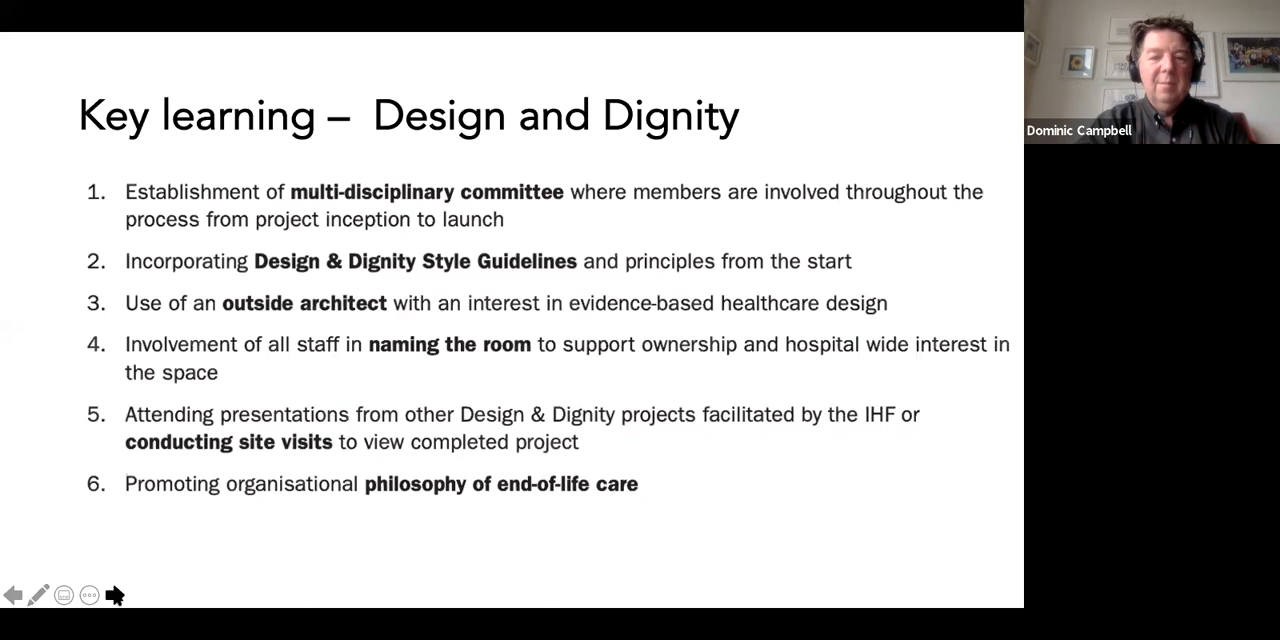 Key learning – Design and Dignity
1. Establishment of multi-disciplinary committee where members are involved throughout the
process from project inception to launch
2. Incorporating Design & Dignity Style Guidelines and principles from the start
3. Use of an outside architect with an interest in evidence-based healthcare design
4. Involvement of all staff in naming the room to support ownership and hospital wide interest in
the space
5. Attending presentations from other Design & Dignity projects facilitated by the IHF or
conducting site visits to view completed project
6. Promoting organisational philosophy of end-of-life care
Dominic Campbell